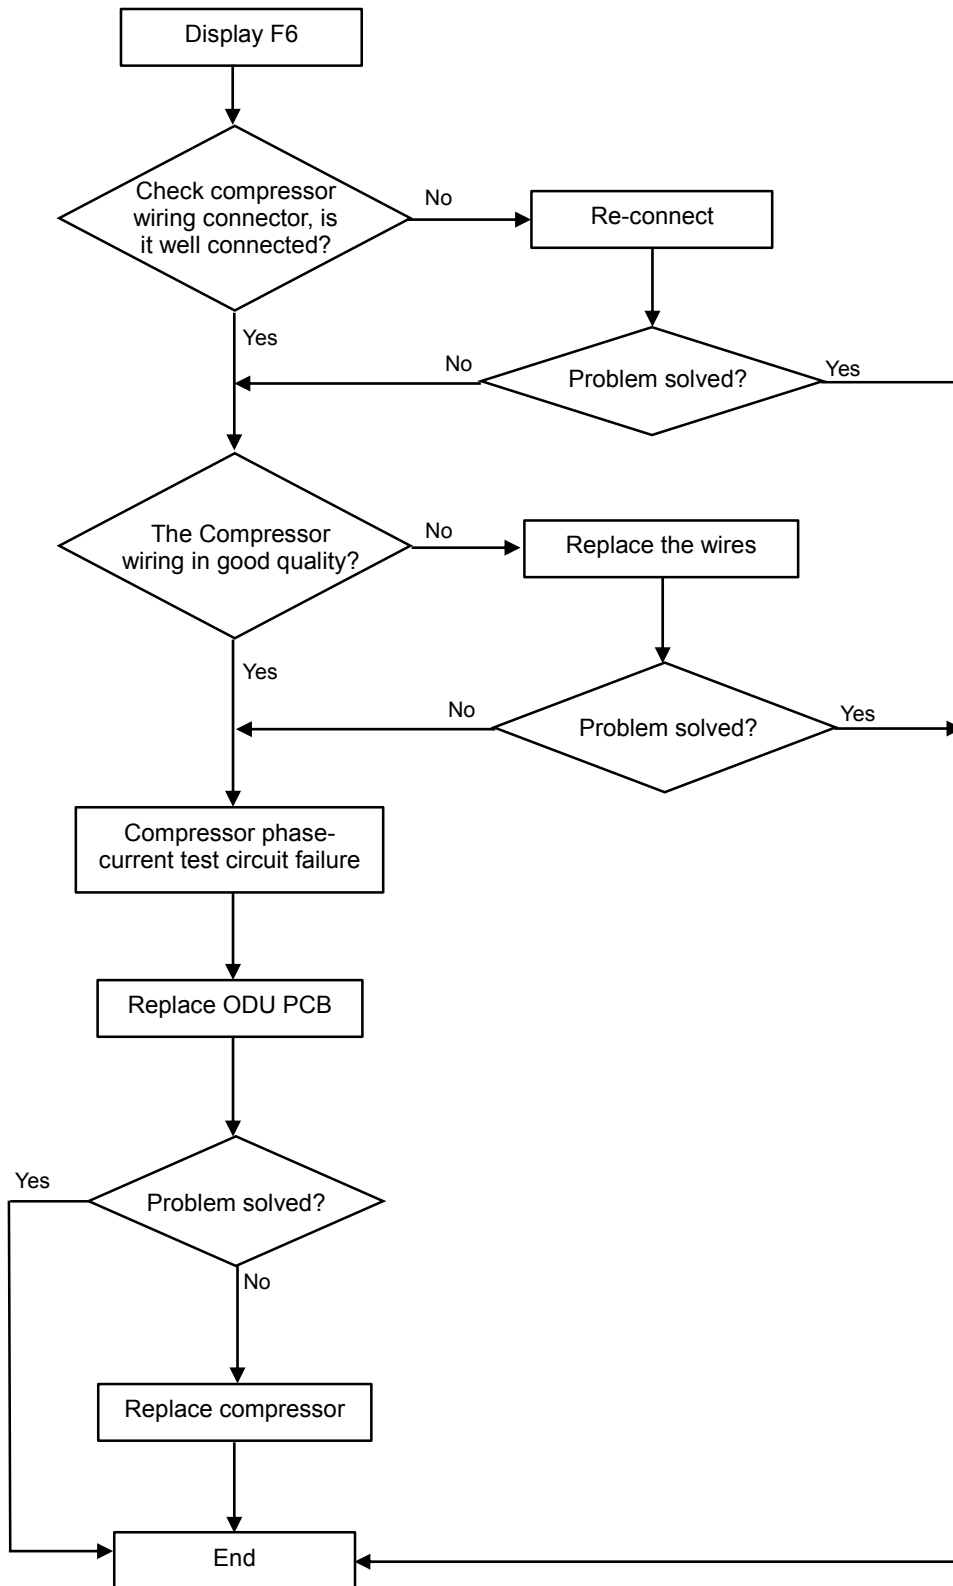 Display F6
Check compressor
wiring connector, is
it well connected?
No
Re-connect
Yes
No
Problem solved?
Yes
The Compressor
wiring in good quality?
No
Replace the wires
Yes
No
Problem solved?
Yes
Compressor phase-
current test circuit failure
Replace ODU PCB
Yes
Problem solved?
No
Replace compressor
End